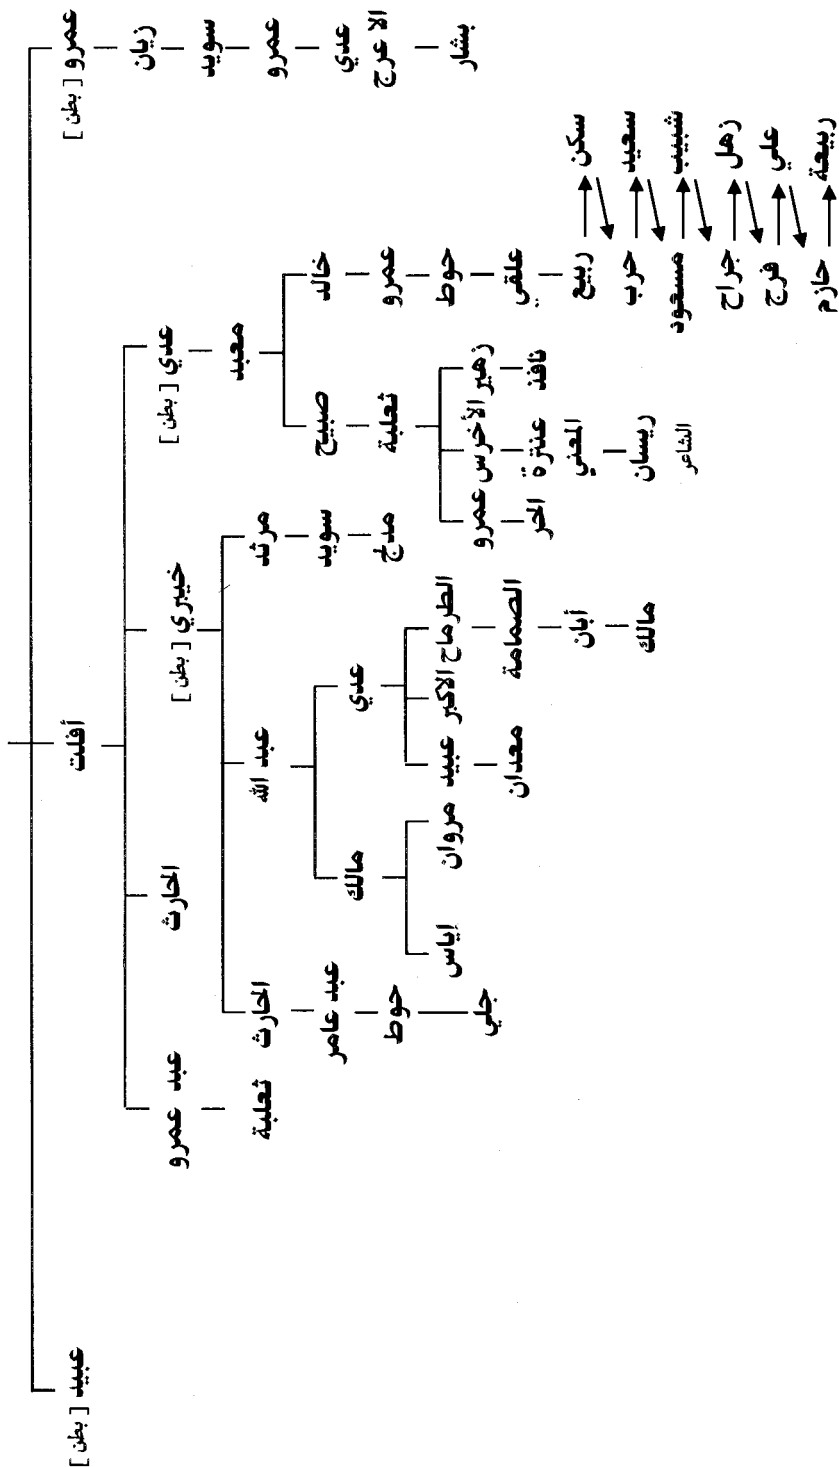 عمرو [ بطن ]
أفلت
عبيد [ بطن ]
زيان
عدي [ بطن ]
خيبري [ بطن ]
الحارث
عبد عمرو
سويد
معبد
مرثد
عبد الله
الحارث
ثعلبة
عمرو
خالد
صبيح
سويد
عبد عامر
عدي
عدي
مالك
الاعرج
عمرو
ثعلبة
مدلج
حوط
بشار
حوط
زهير
الأخرس
عمرو
الطرماح الاكبر
عبيد
مروان
إياس
جلي
علقي
نافذ
عنترة
الحر
الصمامة
معدان
سكن
ربيع
المعني
أبان
سعيد
حرب
ريسان
مالك
شبيب
مسعود
الشاعر
زهل
جراح
علي
فرج
ربيعة
حازم